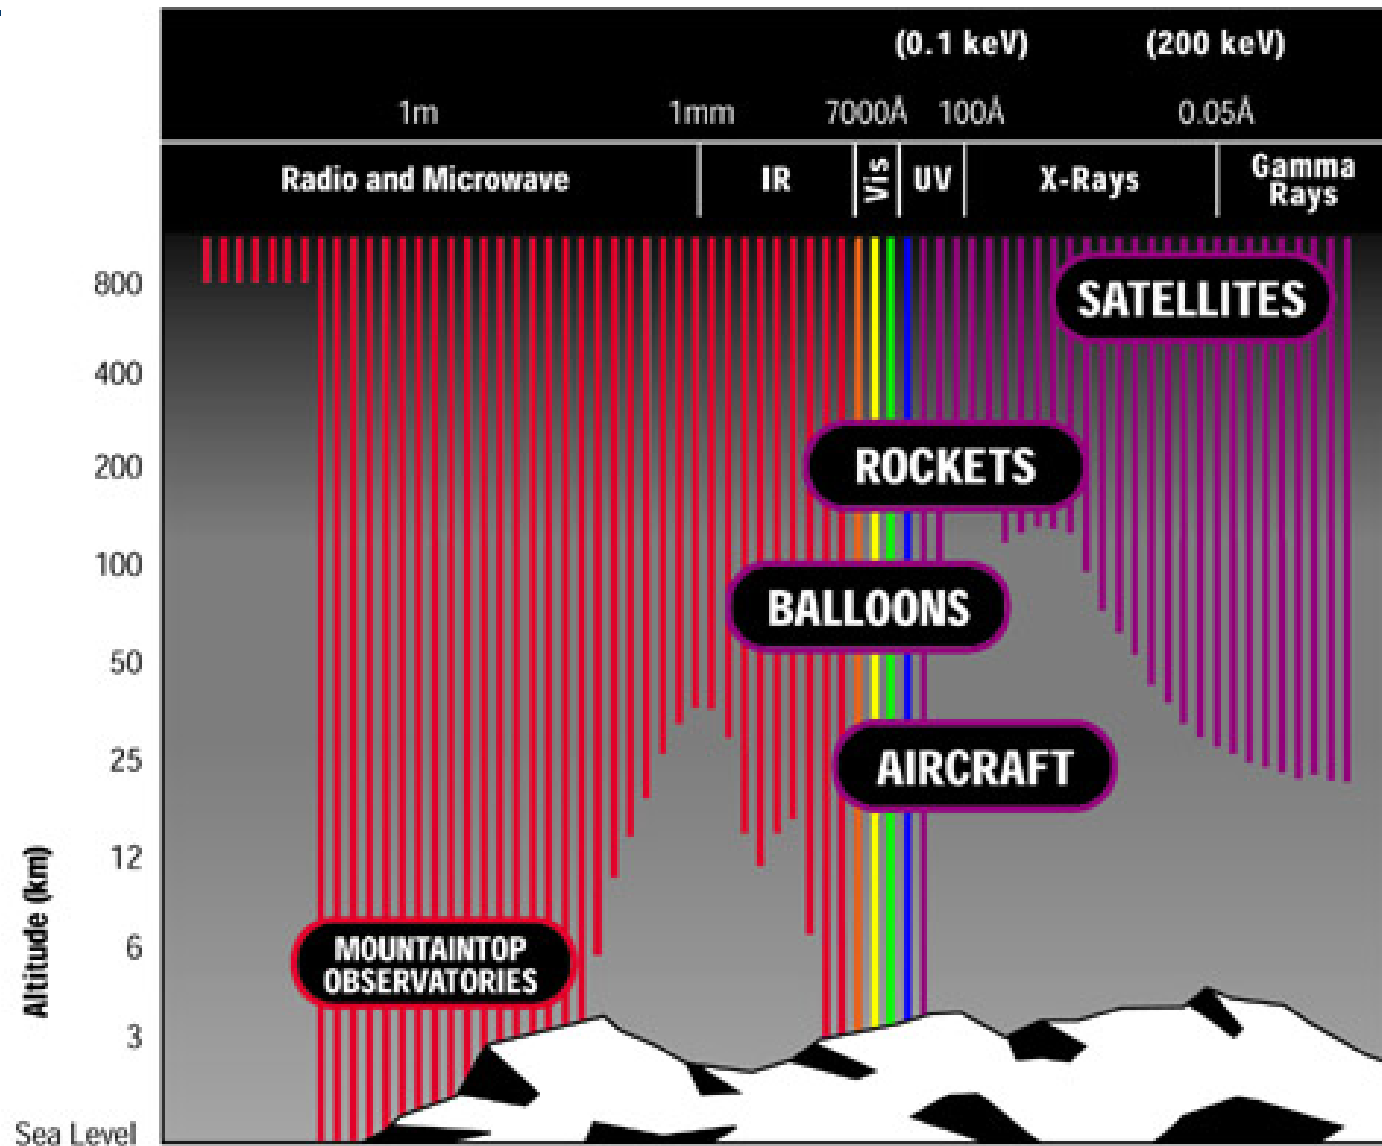 (0.1 keV) (200 keV)
1m 1mm 7000Å 100Å 0.05Å
Radio and Microwave IR Vis UV X-Rays Gamma
Rays
800
SATELLITES
400
200
ROCKETS
100
BALLOONS
50
25
AIRCRAFT
12
6
MOUNTAINTOP
OBSERVATORIES
3
Sea Level
Altitude (km)